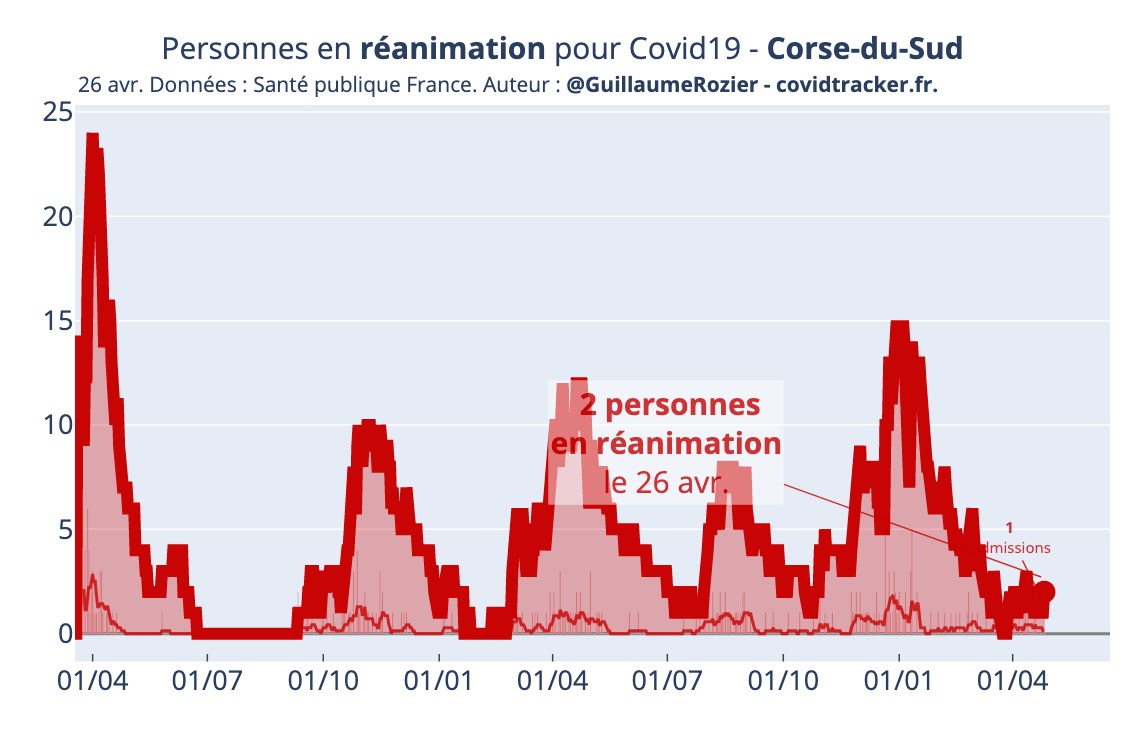 Personnes en réanimation pour Covid19 - Corse-du-Sud
26 avr. Données : Santé publique France. Auteur : @GuillaumeRozier - covidtracker.fr.
25
20
15
10
5
0
2 personnes
en réanimation
le 26 avr.
1
dmissions
01/04 01/07 01/10 01/01 01/04 01/07 01/10 01/01 01/04